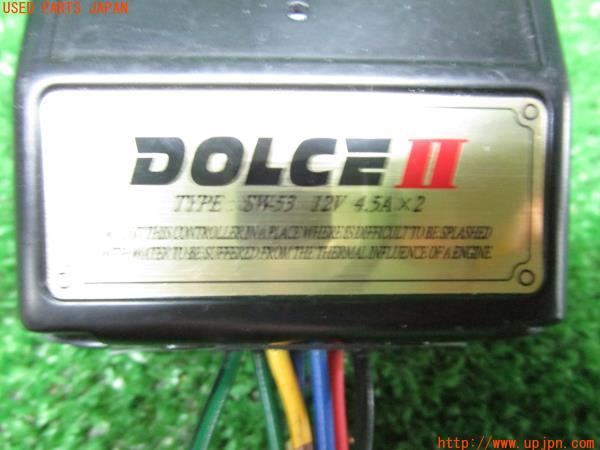 USED PARTS JAPAN
DOLCE II
TYPE SW-53 12V 4.5A×2
THIS CONTROLLER IN A PLACE WHERE IS DIFFICULT TO BE SPLASHED
WATER TO BE SUFFERED FROM THE THERMAL INFLUENCE OF A ENGINE.
http://www.upjpn.com